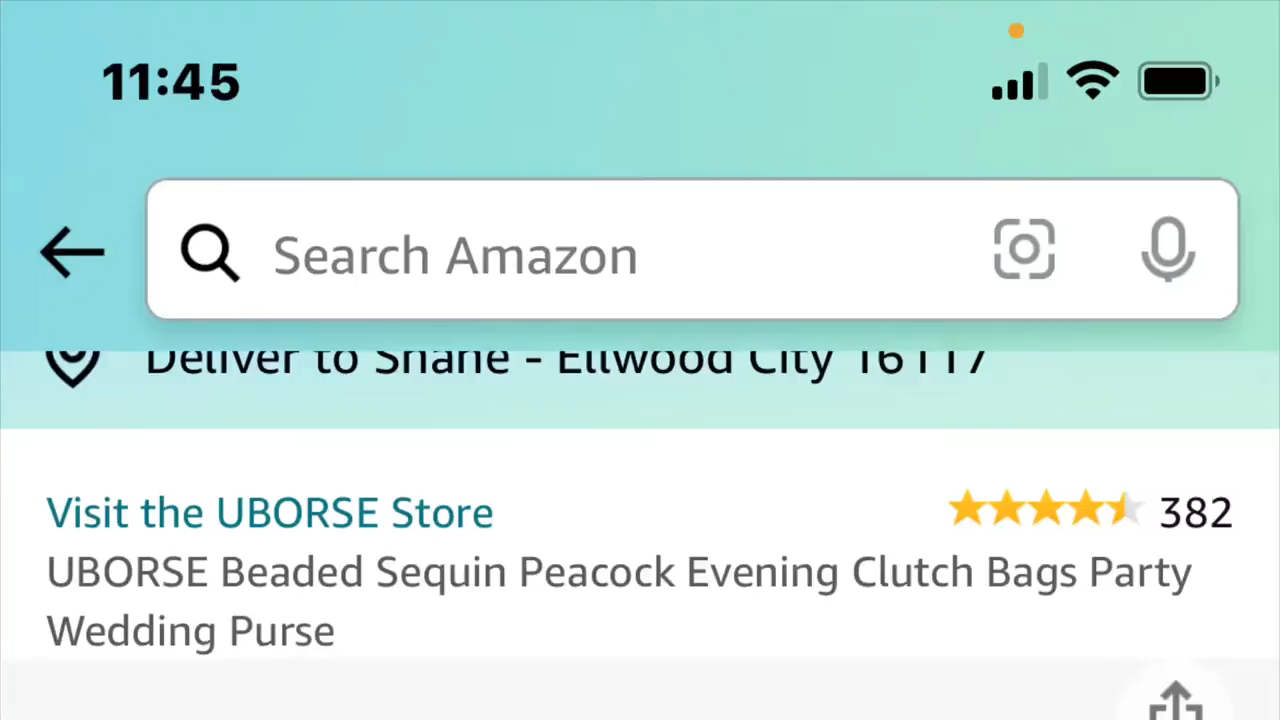 11:45
Search Amazon
Deliver to Shane - Ellwood City 16117
Visit the UBORSE Store
382
UBORSE Beaded Sequin Peacock Evening Clutch Bags Party
Wedding Purse